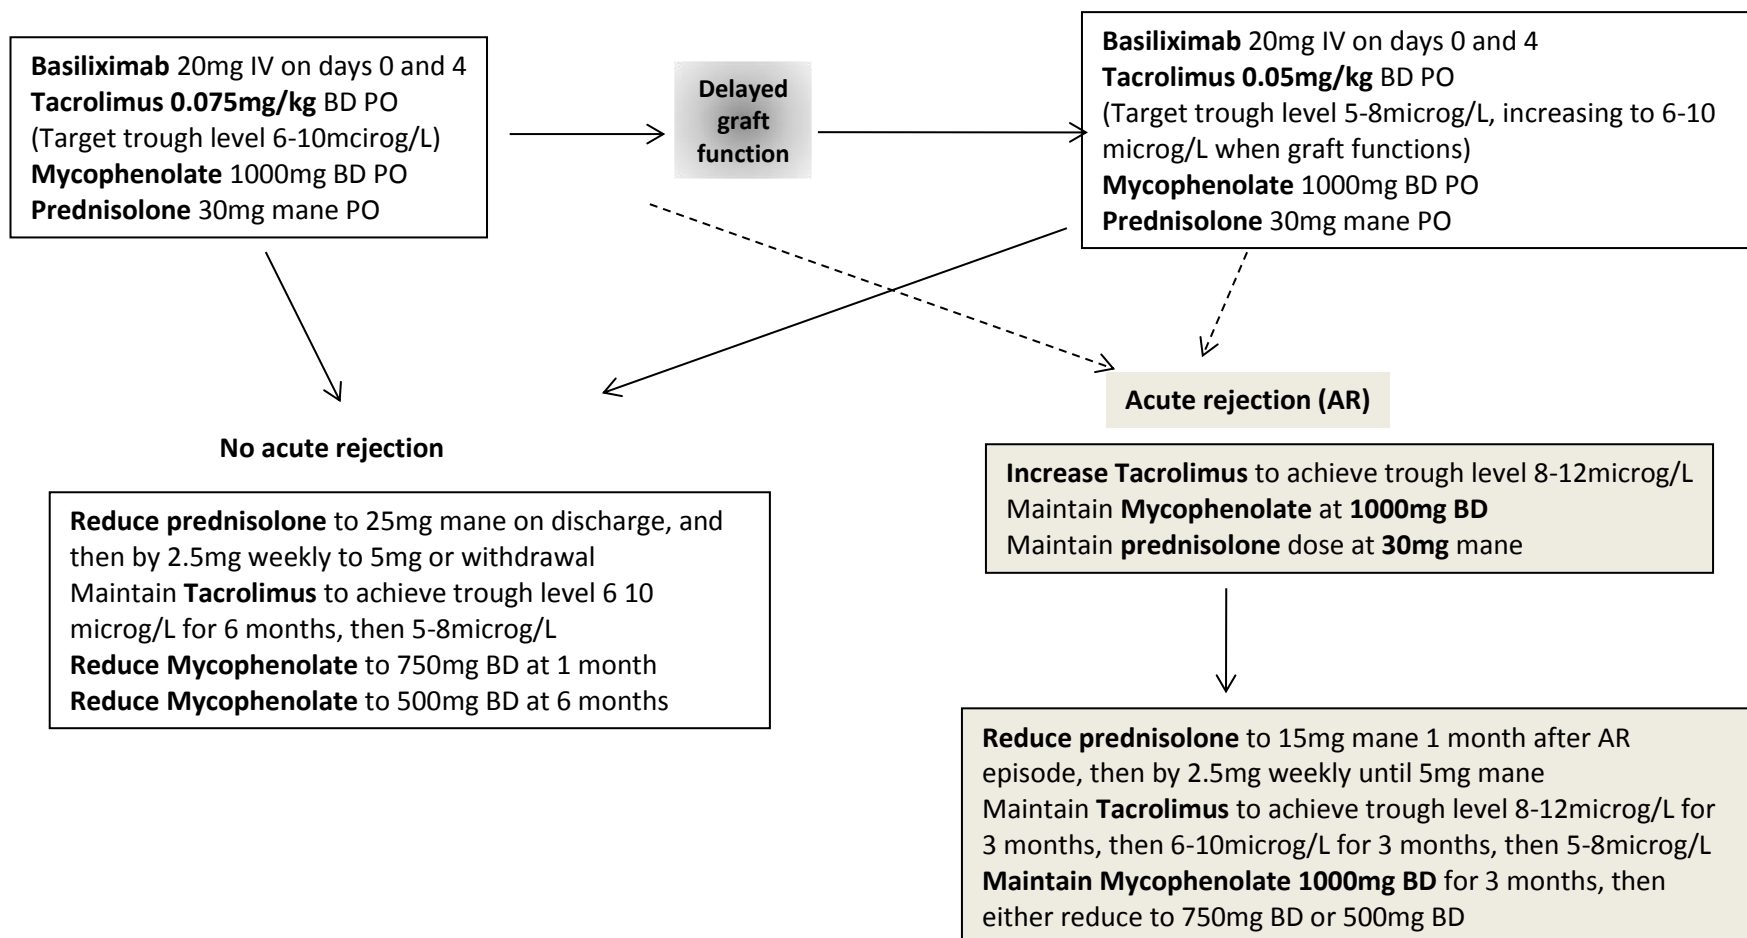 Basiliximab 20mg IV on days 0 and 4
Tacrolimus 0.075mg/kg BD PO
(Target trough level 6-10mcirog/L)
Mycophenolate 1000mg BD PO
Prednisolone 30mg mane PO
Delayed
graft
function
Basiliximab 20mg IV on days 0 and 4
Tacrolimus 0.05mg/kg BD PO
(Target trough level 5-8microg/L, increasing to 6-10
microg/L when graft functions)
Mycophenolate 1000mg BD PO
Prednisolone 30mg mane PO
No acute rejection
Reduce prednisolone to 25mg mane on discharge, and
then by 2.5mg weekly to 5mg or withdrawal
Maintain Tacrolimus to achieve trough level 6 10
microg/L for 6 months, then 5-8microg/L
Reduce Mycophenolate to 750mg BD at 1 month
Reduce Mycophenolate to 500mg BD at 6 months
Acute rejection (AR)
Increase Tacrolimus to achieve trough level 8-12microg/L
Maintain Mycophenolate at 1000mg BD
Maintain prednisolone dose at 30mg mane
Reduce prednisolone to 15mg mane 1 month after AR
episode, then by 2.5mg weekly until 5mg mane
Maintain Tacrolimus to achieve trough level 8-12microg/L for
3 months, then 6-10microg/L for 3 months, then 5-8microg/L
Maintain Mycophenolate 1000mg BD for 3 months, then
either reduce to 750mg BD or 500mg BD